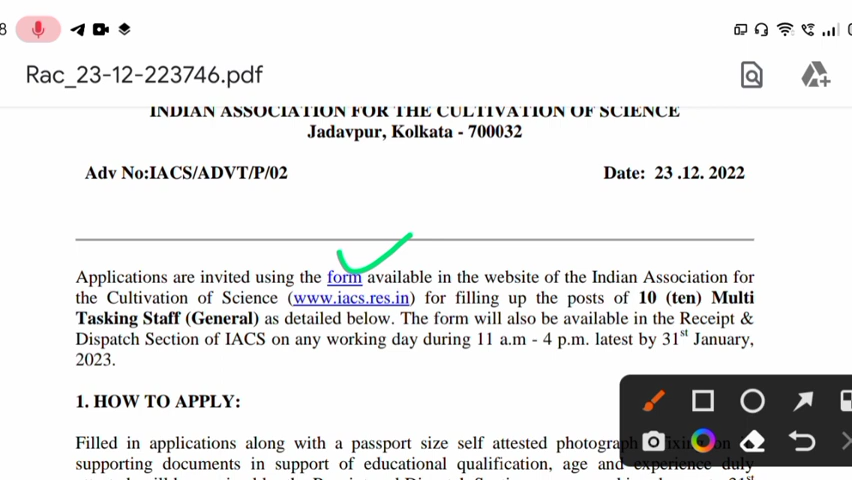 8
Rac_23-12-223746.pdf
INDIAN ASSOCIATION FOR THE CULTIVATION OF SCIENCE
Jadavpur, Kolkata - 700032
Adv No:IACS/ADVT/P/02 Date: 23 .12. 2022
Applications are invited using the form available in the website of the Indian Association for
the Cultivation of Science (www.iacs.res.in) for filling up the posts of 10 (ten) Multi
Tasking Staff (General) as detailed below. The form will also be available in the Receipt &
Dispatch Section of IACS on any working day during 11 a.m - 4 p.m. latest by 31st January,
2023.
1. HOW TO APPLY:
Filled in applications along with a passport size self attested photograph
supporting documents in support of educational qualification, age and experience duly